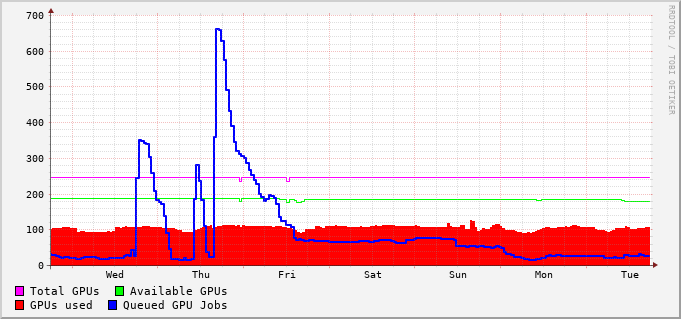 700
600
500
400
300
200
100
0
Wed Thu Fri Sat Sun Mon Tue
Total GPUs Available GPUs
GPUs used Queued GPU Jobs
RRDTOOL / TOBI OETIKER